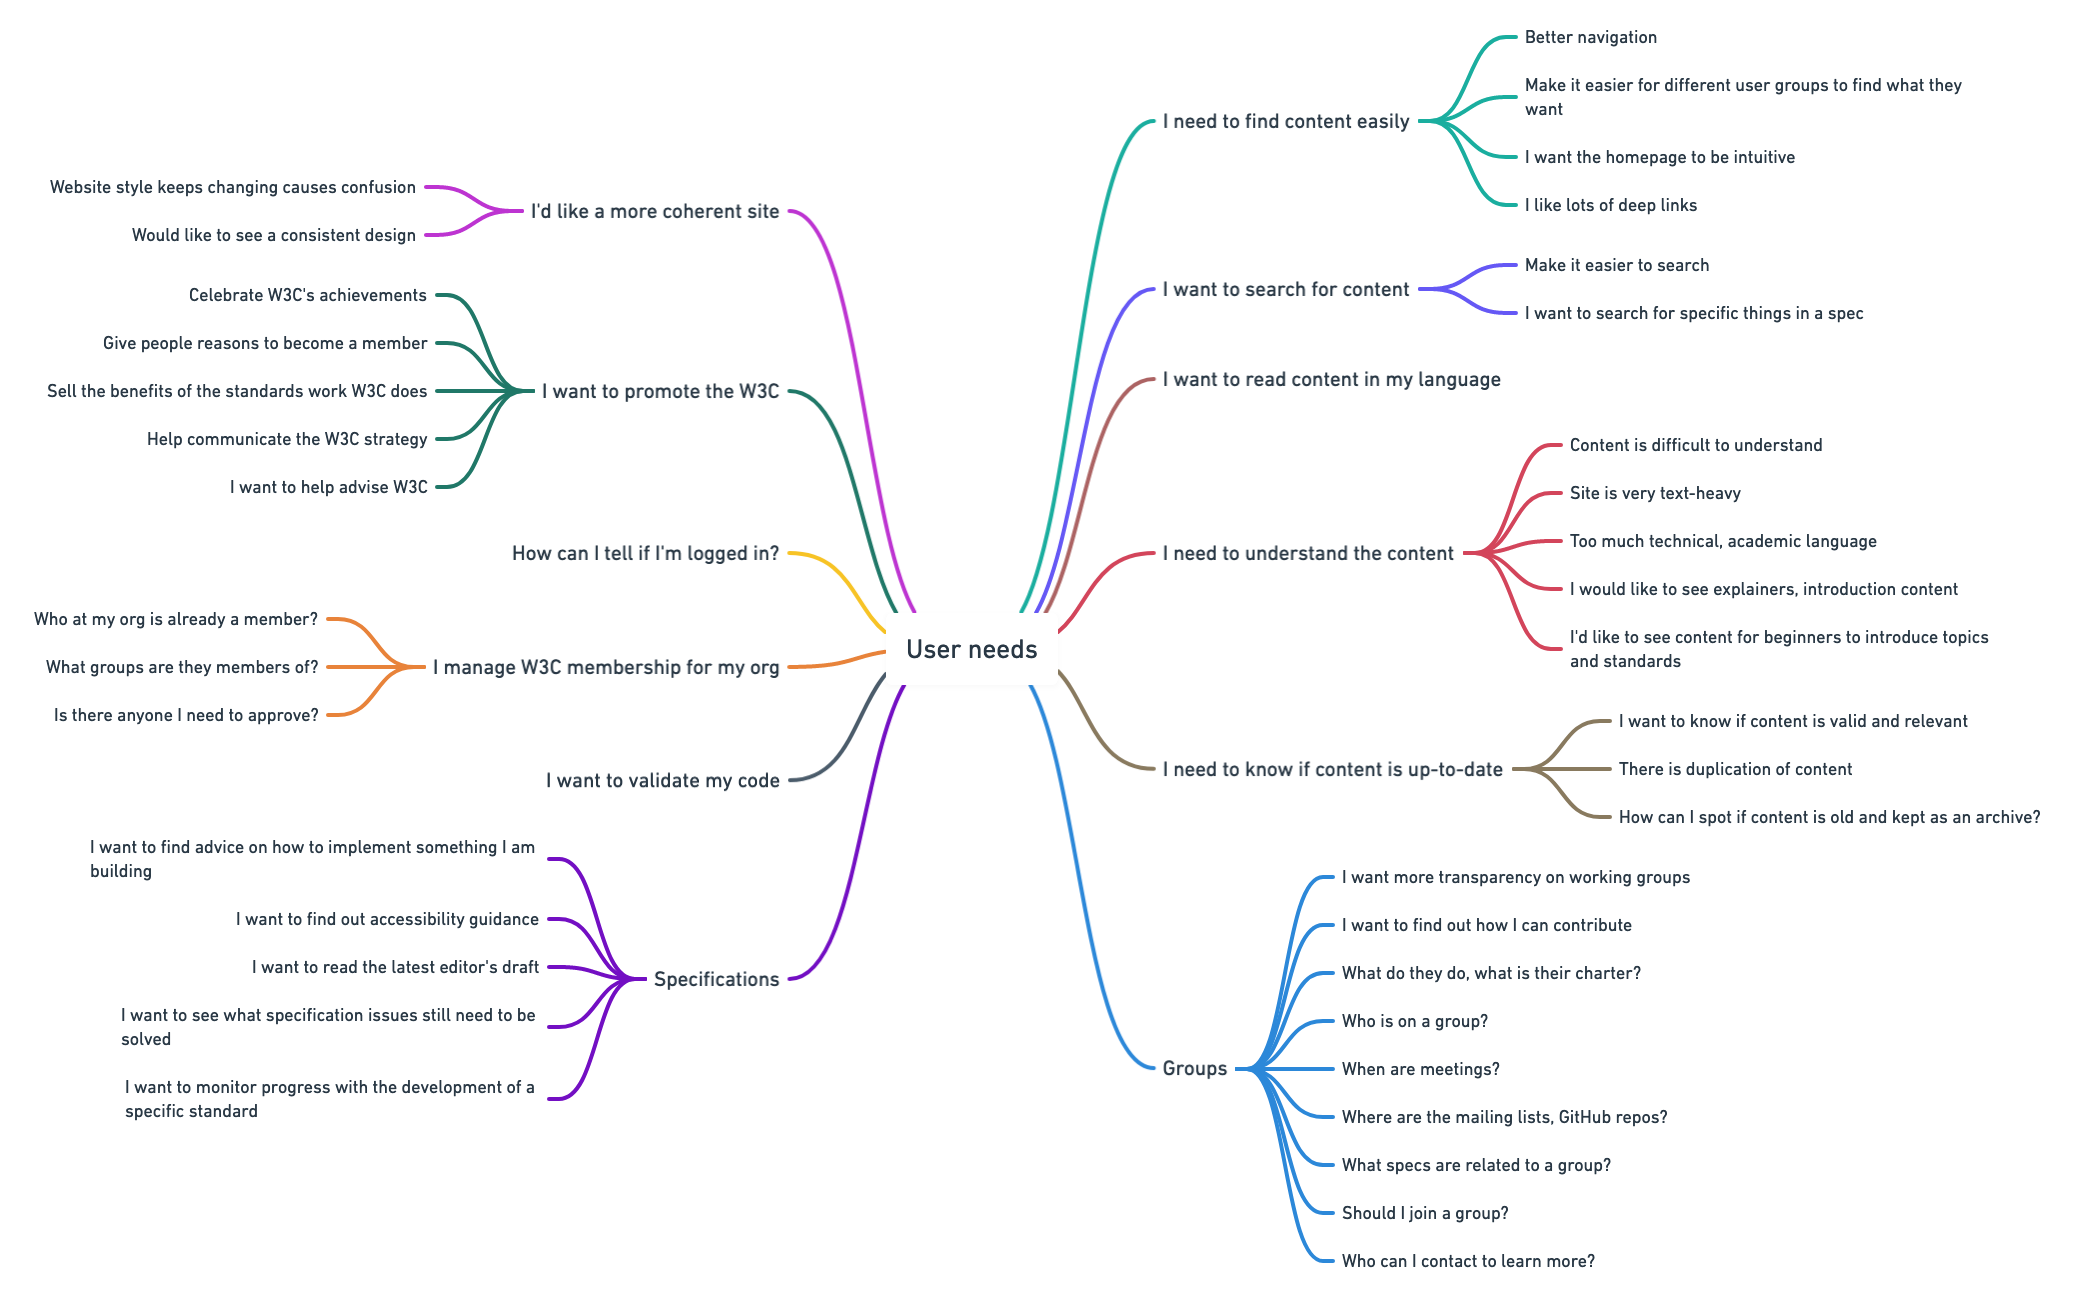 User needs
I'd like a more coherent site
Website style keeps changing causes confusion
Would like to see a consistent design
I want to promote the W3C
Celebrate W3C's achievements
Give people reasons to become a member
Sell the benefits of the standards work W3C does
Help communicate the W3C strategy
I want to help advise W3C
How can I tell if I'm logged in?
I manage W3C membership for my org
Who at my org is already a member?
What groups are they members of?
Is there anyone I need to approve?
I want to validate my code
Specifications
I want to find advice on how to implement something I am
building
I want to find out accessibility guidance
I want to read the latest editor's draft
I want to see what specification issues still need to be
solved
I want to monitor progress with the development of a
specific standard
I need to find content easily
Better navigation
Make it easier for different user groups to find what they
want
I want the homepage to be intuitive
I like lots of deep links
I want to search for content
Make it easier to search
I want to search for specific things in a spec
I want to read content in my language
I need to understand the content
Content is difficult to understand
Site is very text-heavy
Too much technical, academic language
I would like to see explainers, introduction content
I'd like to see content for beginners to introduce topics
and standards
I need to know if content is up-to-date
I want to know if content is valid and relevant
There is duplication of content
How can I spot if content is old and kept as an archive?
Groups
I want more transparency on working groups
I want to find out how I can contribute
What do they do, what is their charter?
Who is on a group?
When are meetings?
Where are the mailing lists, GitHub repos?
What specs are related to a group?
Should I join a group?
Who can I contact to learn more?